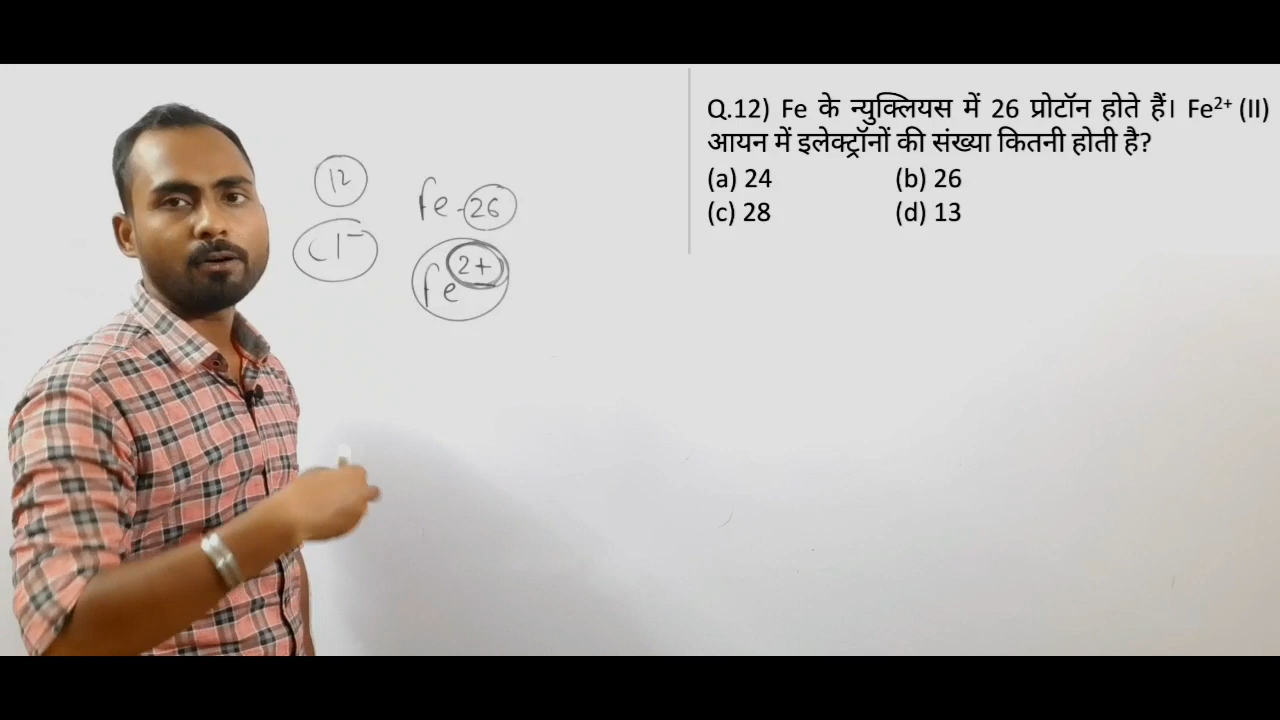 Q.12) Fe के न्युक्लियस में 26 प्रोटॉन होते हैं। Fe²⁺ (II)
आयन में इलेक्ट्रॉनों की संख्या कितनी होती है?
(a) 24 (b) 26
(c) 28 (d) 13
12
Cl⁻
Fe - 26
Fe²⁺